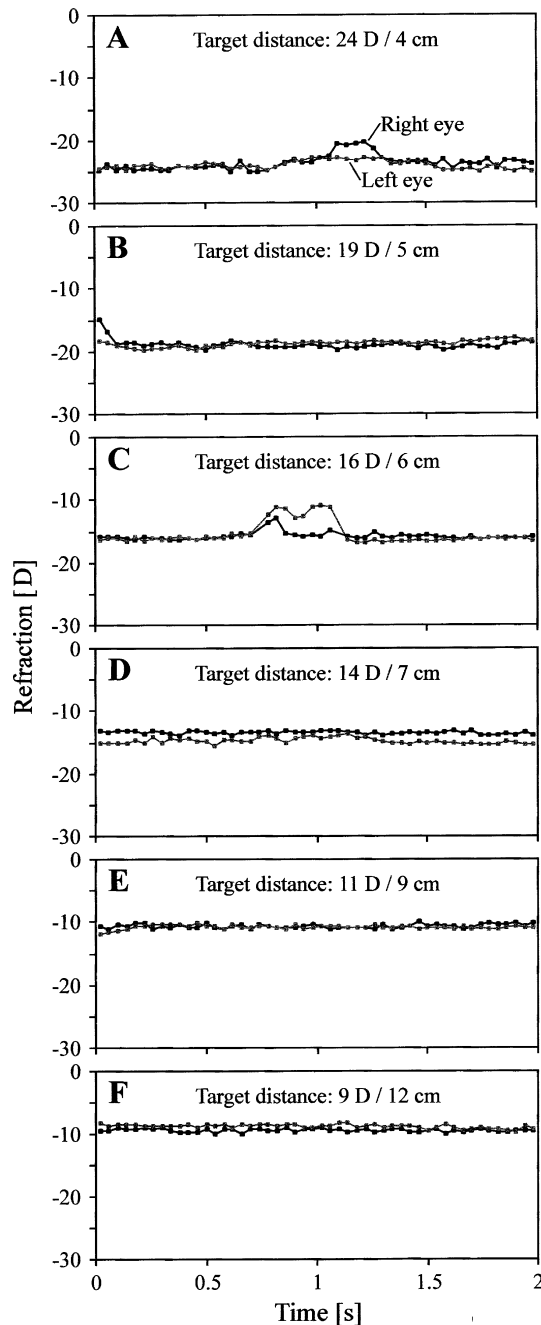 0
A
Target distance: 24 D / 4 cm
-10
Right eye
-20
Left eye
-30
0
B
Target distance: 19 D / 5 cm
-10
-20
-30
0
C
Target distance: 16 D / 6 cm
-10
-20
-30
Refraction [D]
0
D
Target distance: 14 D / 7 cm
-10
-20
-30
0
E
Target distance: 11 D / 9 cm
-10
-20
-30
0
F
Target distance: 9 D / 12 cm
-10
-20
-30
0 0.5 1 1.5 2
Time [s]